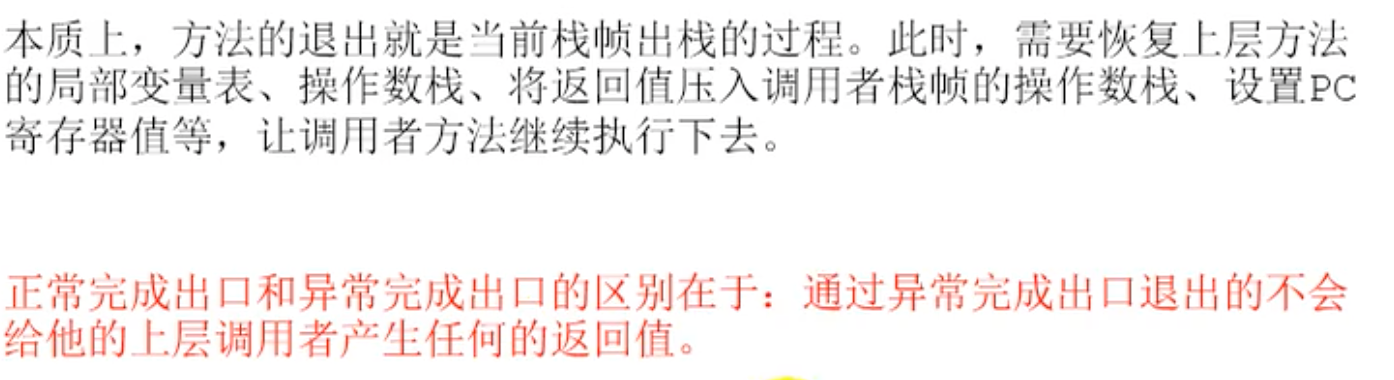 本质上，方法的退出就是当前栈帧出栈的过程。此时，需要恢复上层方法
的局部变量表、操作数栈、将返回值压入调用者栈帧的操作数栈、设置PC
寄存器值等，让调用者方法继续执行下去。
正常完成出口和异常完成出口的区别在于：通过异常完成出口退出的不会
给他的上层调用者产生任何的返回值。